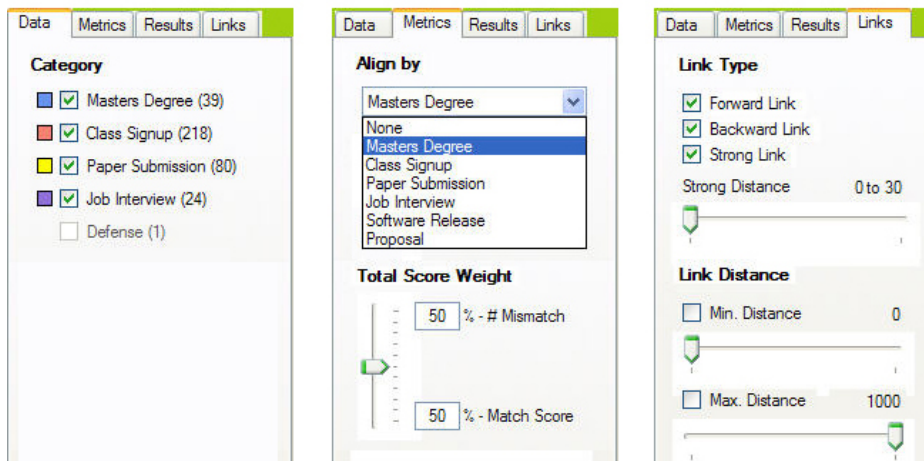 Data Metrics Results Links
Category
Masters Degree (39)
Class Signup (218)
Paper Submission (80)
Job Interview (24)
Defense (1)
Data Metrics Results Links
Align by
Masters Degree
None
Masters Degree
Class Signup
Paper Submission
Job Interview
Software Release
Proposal
Total Score Weight
50 % - # Mismatch
50 % - Match Score
Data Metrics Results Links
Link Type
Forward Link
Backward Link
Strong Link
Strong Distance 0 to 30
Link Distance
Min. Distance 0
Max. Distance 1000